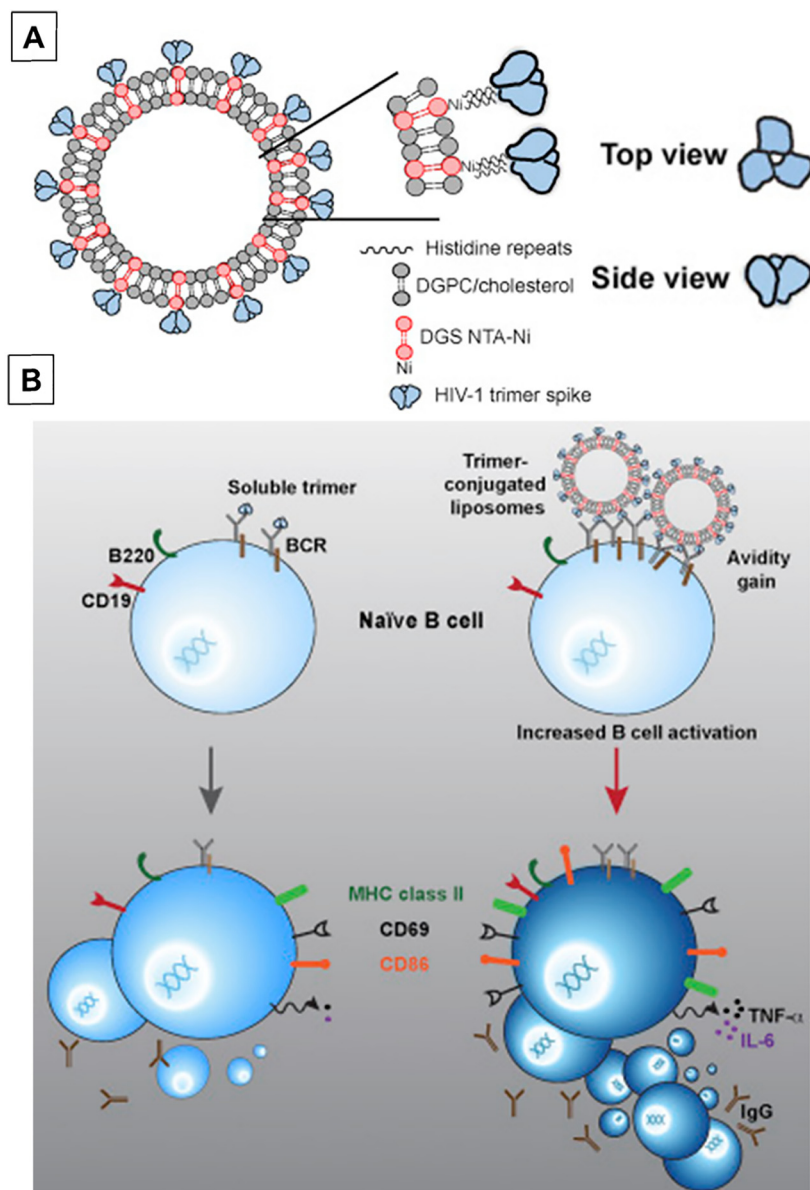 A
Ni
Ni
Top view
Histidine repeats
DGPC/cholesterol
Side view
DGS NTA-Ni
Ni
HIV-1 trimer spike
B
Trimer-
conjugated
liposomes
Soluble trimer
B220
BCR
Avidity
gain
CD19
Naïve B cell
Increased B cell activation
MHC class II
CD69
CD86
TNF-α
IL-6
IgG